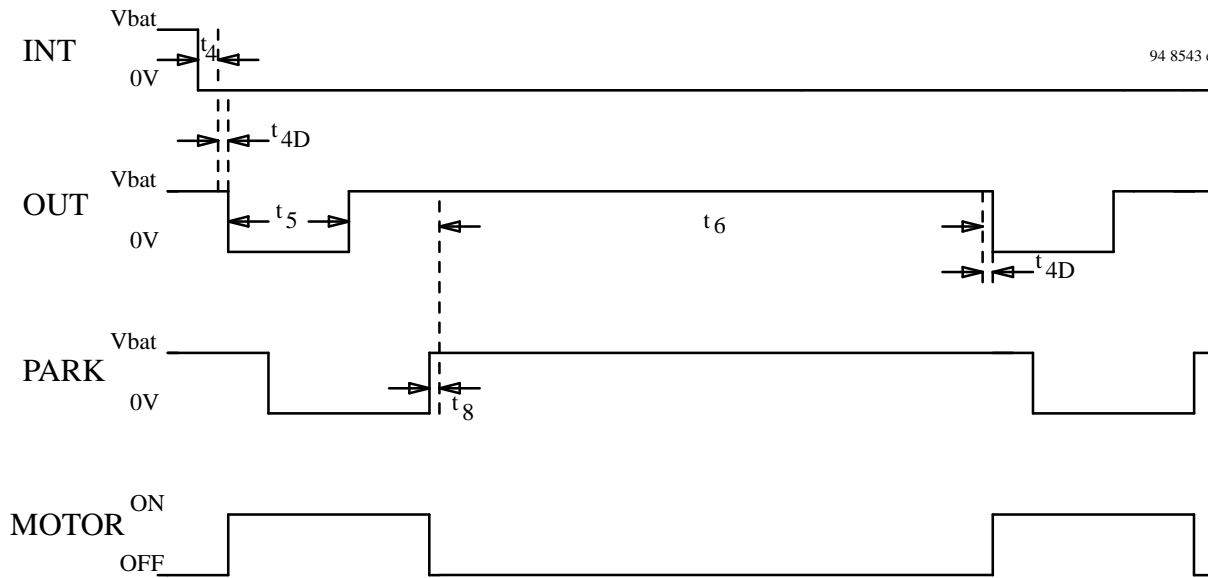 Vbat
INT
t4
0V
94 8543 e
t4D
Vbat
OUT
t5
t6
0V
t4D
Vbat
PARK
0V
t8
ON
MOTOR
OFF